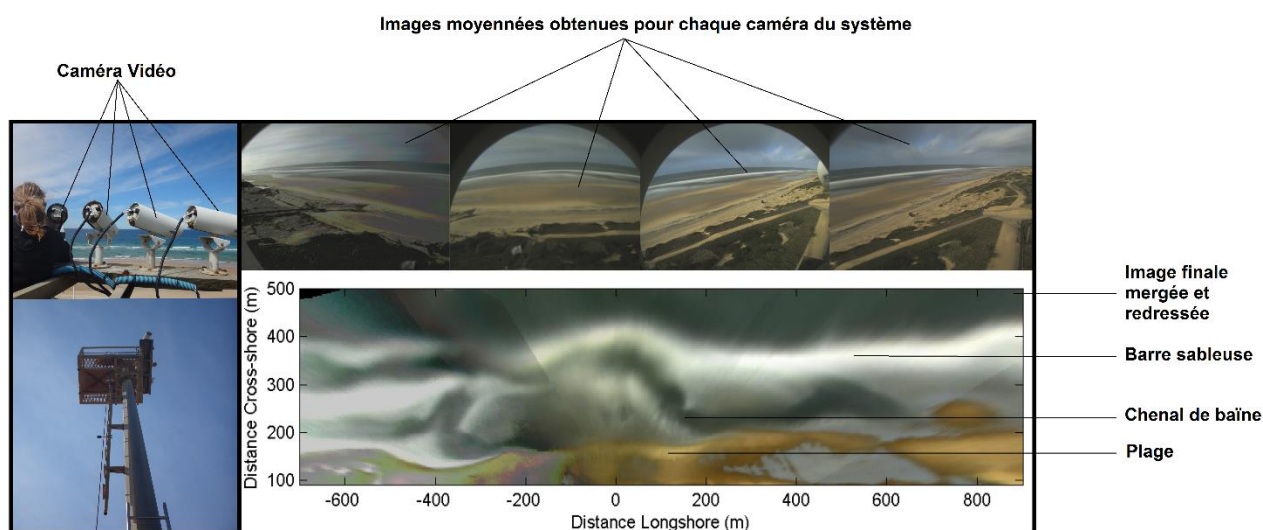 Images moyennées obtenues pour chaque caméra du système
Caméra Vidéo
Image finale
mergée et
redressée
Barre sableuse
Chenal de baïne
Plage
Distance Cross-shore (m)
500
400
300
200
100
-600
-400
-200
0
200
400
600
800
Distance Longshore (m)